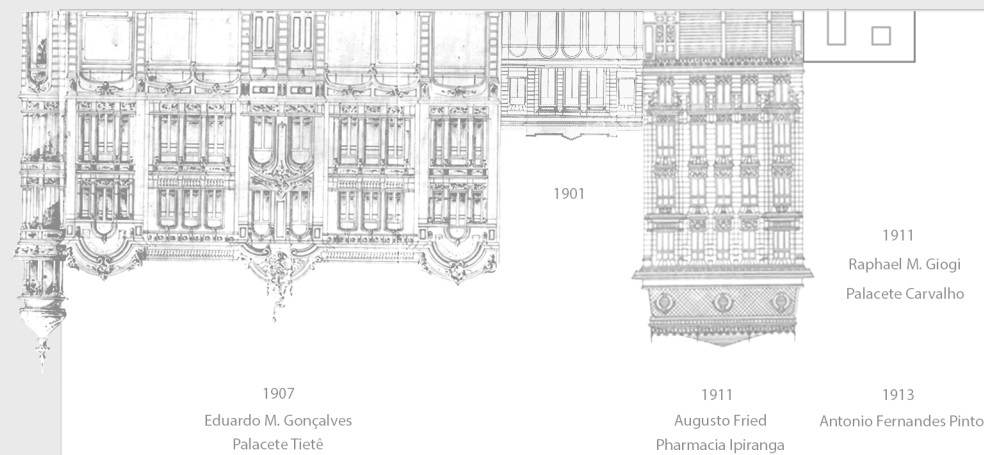 1901
1911
Raphael M. Giogi
Palacete Carvalho
1907
Eduardo M. Gonçalves
Palacete Tietê
1911
Augusto Fried
Pharmacia Ipiranga
1913
Antonio Fernandes Pinto